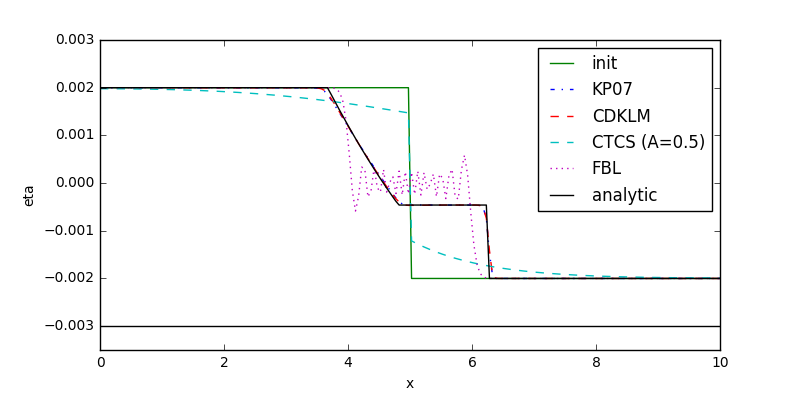 0.003
0.002
0.001
0.000
−0.001
−0.002
−0.003
eta
0 2 4 6 8 10
x
init
KP07
CDKLM
CTCS (A=0.5)
FBL
analytic